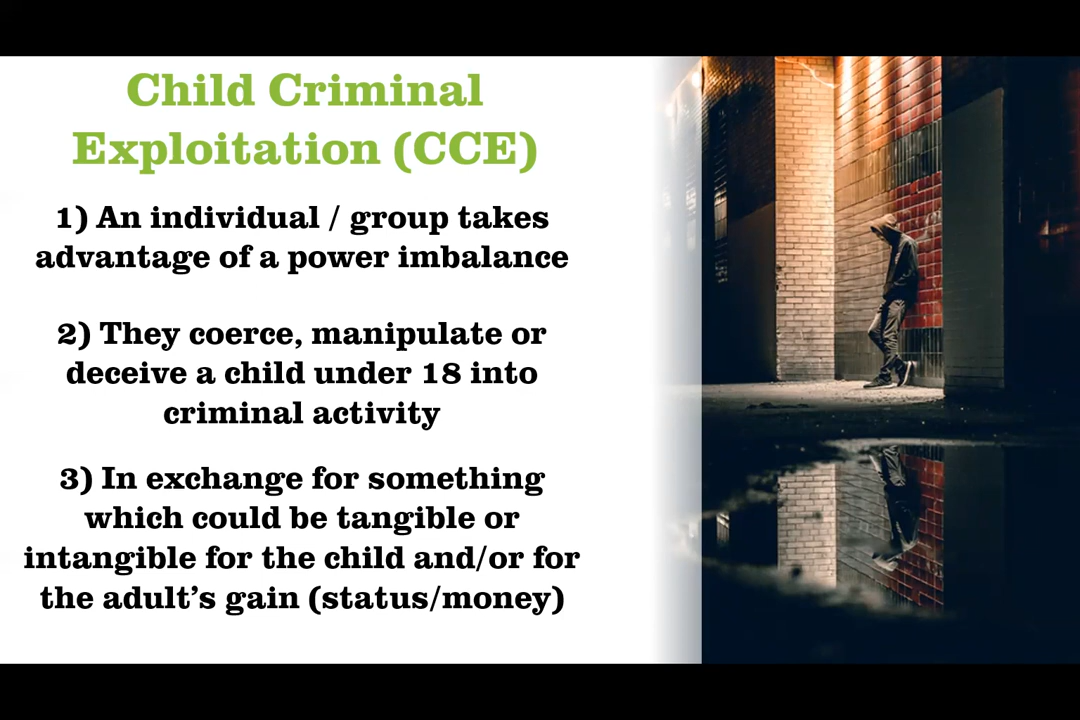 Child Criminal
Exploitation (CCE)
1) An individual / group takes
advantage of a power imbalance
2) They coerce, manipulate or
deceive a child under 18 into
criminal activity
3) In exchange for something
which could be tangible or
intangible for the child and/or for
the adult’s gain (status/money)